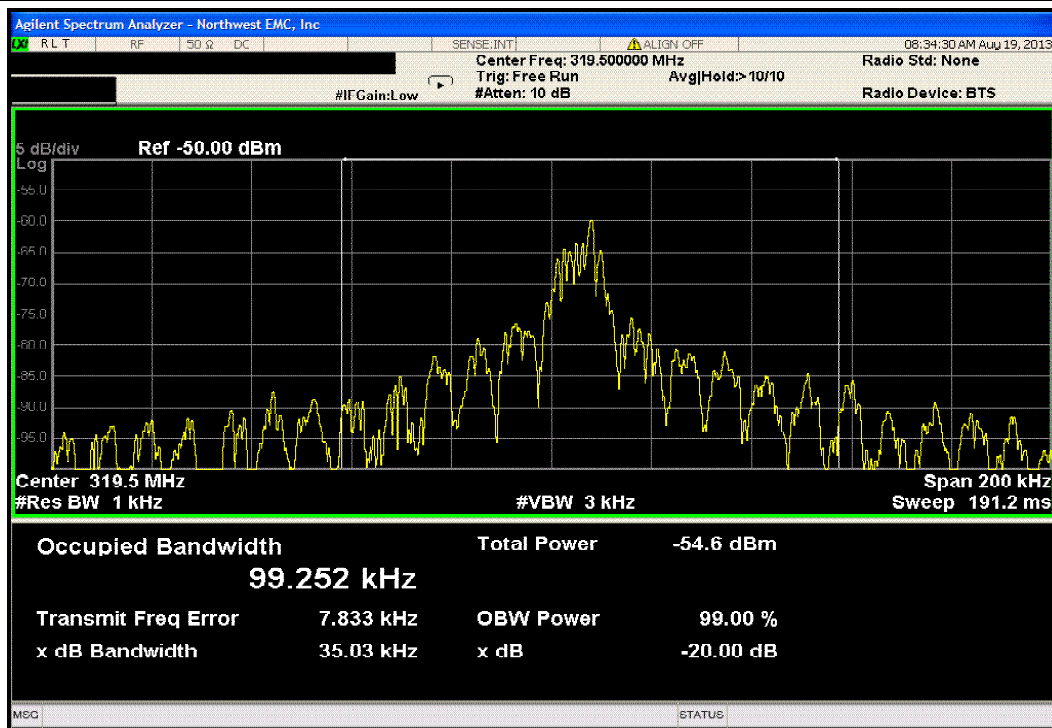 Agilent Spectrum Analyzer - Northwest EMC, Inc
LXI R L T RF 50 Ω DC SENSE:INT ALIGN OFF 08:34:30 AM Aug 19, 2013
Center Freq: 319.500000 MHz Radio Std: None
Trig: Free Run Avg|Hold:> 10/10
#IFGain:Low #Atten: 10 dB Radio Device: BTS
5 dB/div Ref -50.00 dBm
Log
-55.0
-60.0
-65.0
-70.0
-75.0
-80.0
-85.0
-90.0
-95.0
Center 319.5 MHz Span 200 kHz
#Res BW 1 kHz #VBW 3 kHz Sweep 191.2 ms
Occupied Bandwidth Total Power -54.6 dBm
99.252 kHz
Transmit Freq Error 7.833 kHz OBW Power 99.00 %
x dB Bandwidth 35.03 kHz x dB -20.00 dB
MSG STATUS